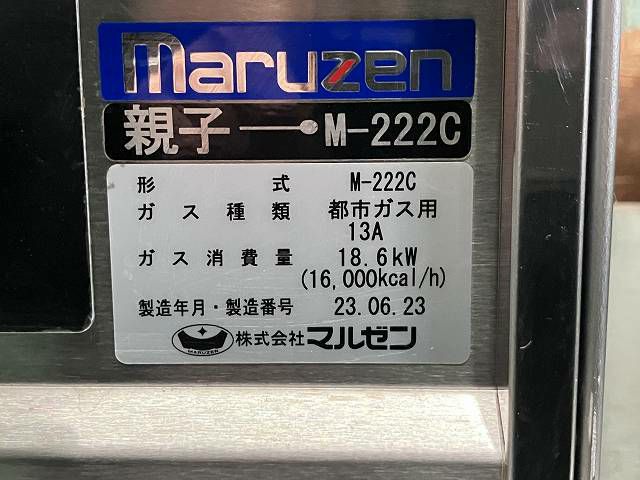 maruzen
親子 M-222C
形式 M-222C
ガス種類 都市ガス用
13A
ガス消費量 18.6kW
(16,000kcal/h)
製造年月・製造番号 23.06.23
MARUZEN 株式会社マルゼン